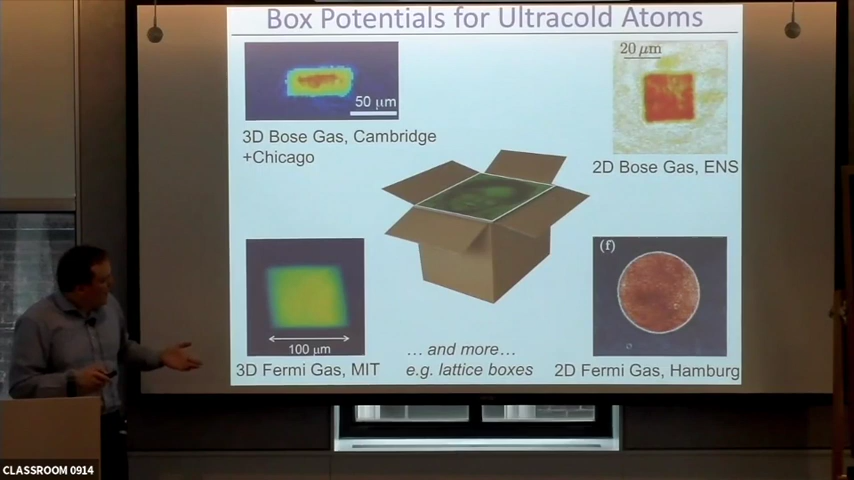 Box Potentials for Ultracold Atoms
50 μm
3D Bose Gas, Cambridge
+Chicago
20 μm
2D Bose Gas, ENS
100 μm
3D Fermi Gas, MIT
... and more...
e.g. lattice boxes
(f)
2D Fermi Gas, Hamburg
CLASSROOM 0914